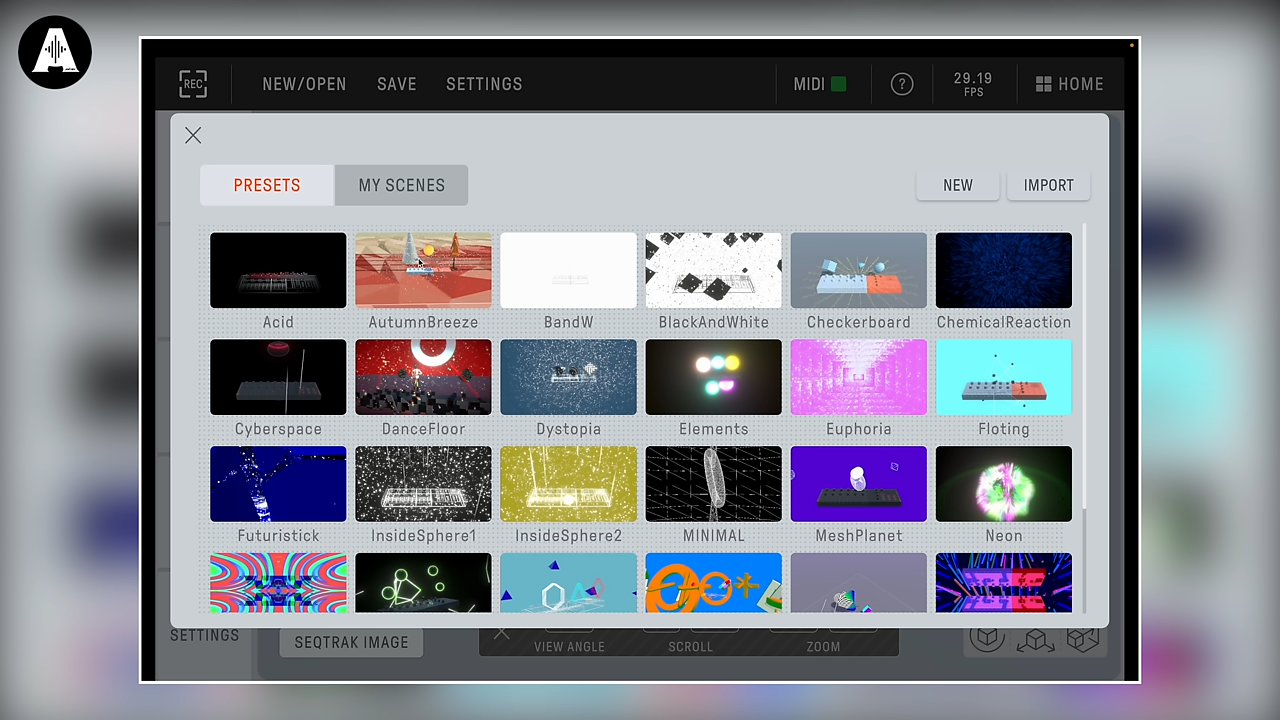 REC NEW/OPEN SAVE SETTINGS MIDI ? 29.19 FPS HOME
PRESETS MY SCENES NEW IMPORT
Acid AutumnBreeze BandW BlackAndWhite Checkerboard ChemicalReaction
Cyberspace DanceFloor Dystopia Elements Euphoria Floting
Futuristick InsideSphere1 InsideSphere2 MINIMAL MeshPlanet Neon
SETTINGS SEQTRAK IMAGE VIEW ANGLE SCROLL ZOOM